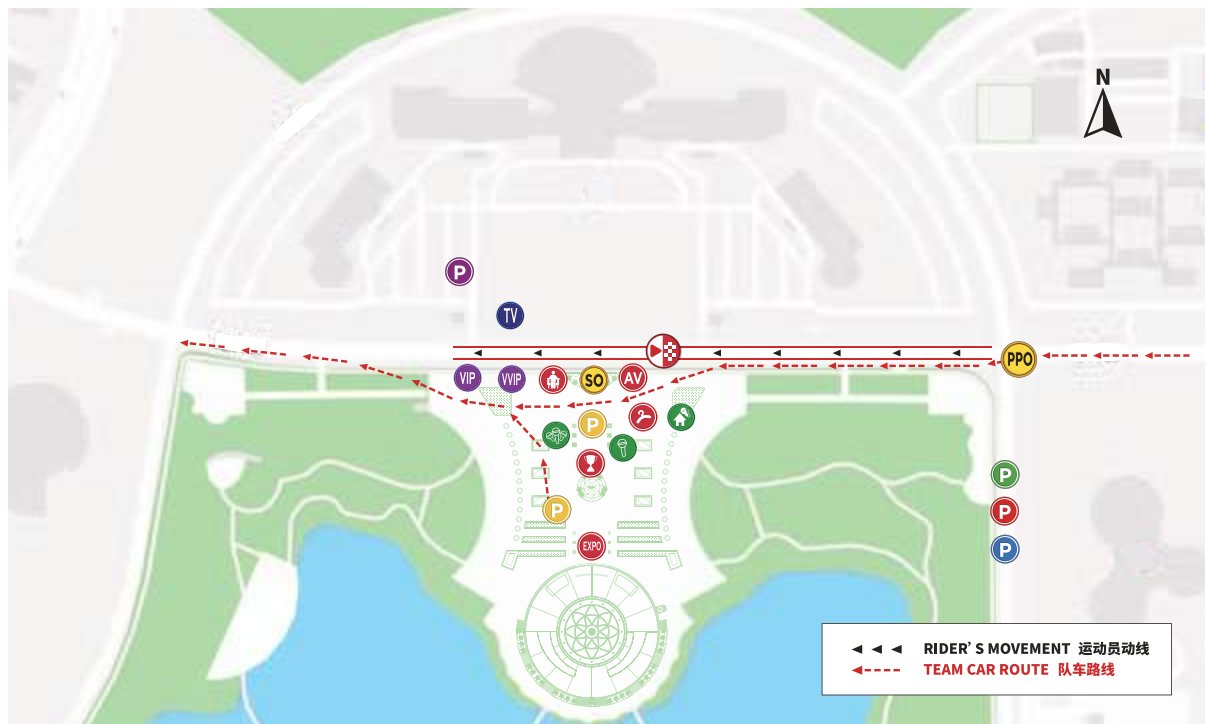 N
P
TV
PPO
VIP
VVIP
SO
AV
P
P
P
P
P
EXPO
RIDER'S MOVEMENT 运动员动线
TEAM CAR ROUTE 队车路线